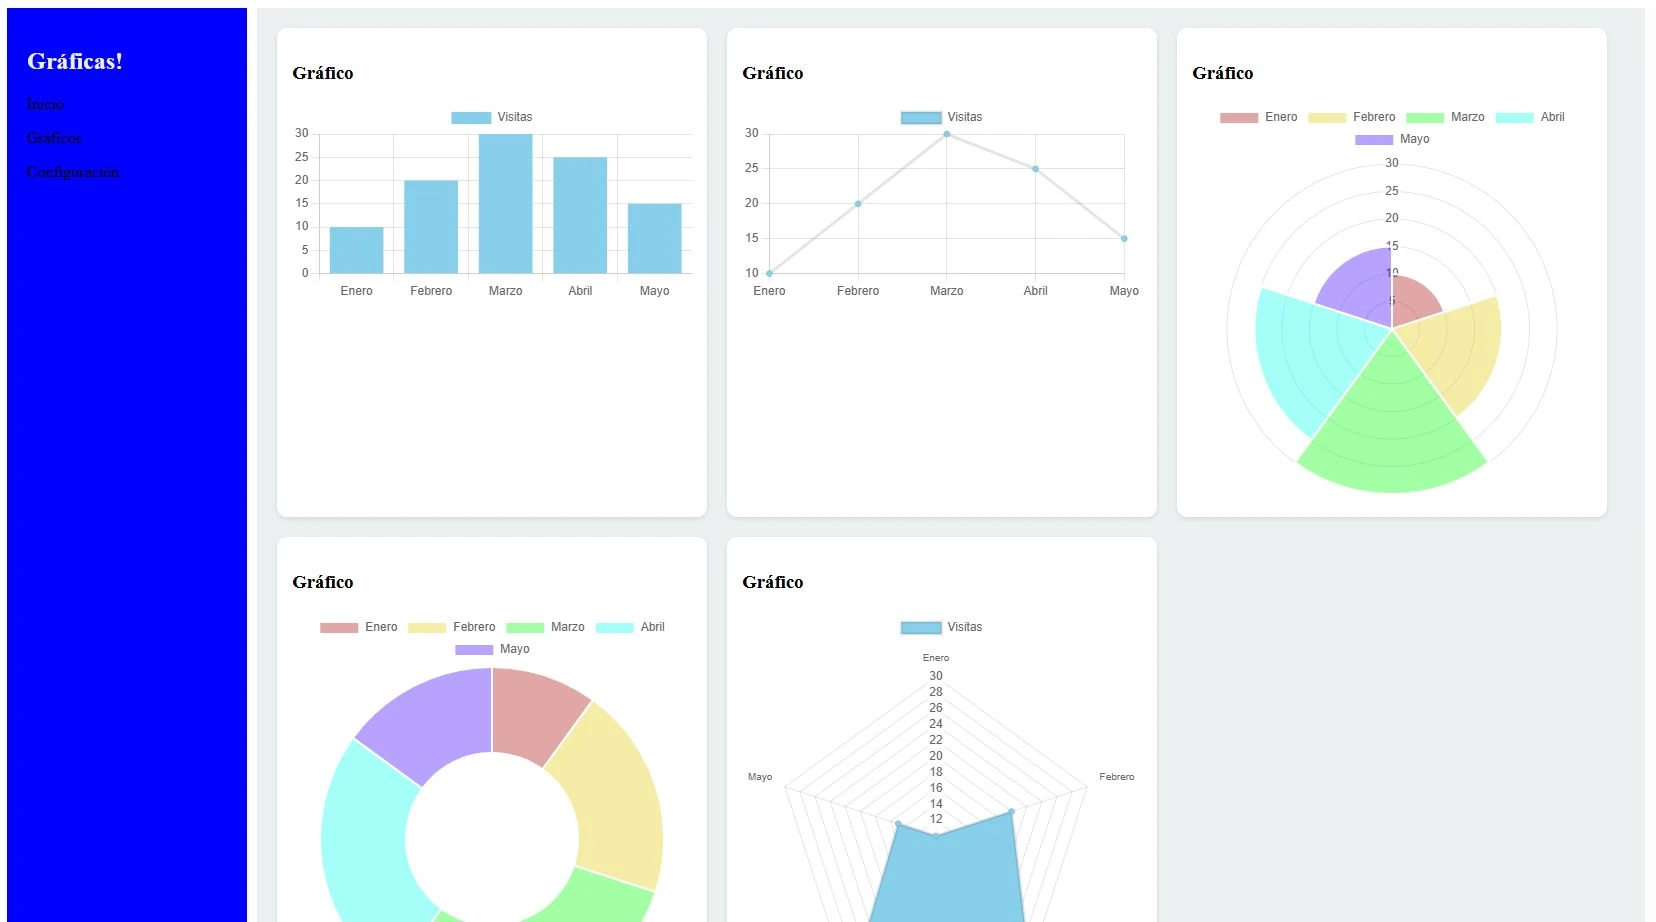 Gráficas!
Inicio
Gráficos
Configuración
Gráfico
Visitas
30
25
20
15
10
5
0
Enero Febrero Marzo Abril Mayo
Gráfico
Visitas
30
25
20
15
10
Enero Febrero Marzo Abril Mayo
Gráfico
Enero Febrero Marzo Abril
Mayo
30
25
20
15
10
5
Gráfico
Enero Febrero Marzo Abril
Mayo
Gráfico
Visitas
Enero
30
28
26
24
22
20
18
16
14
12
Mayo Febrero